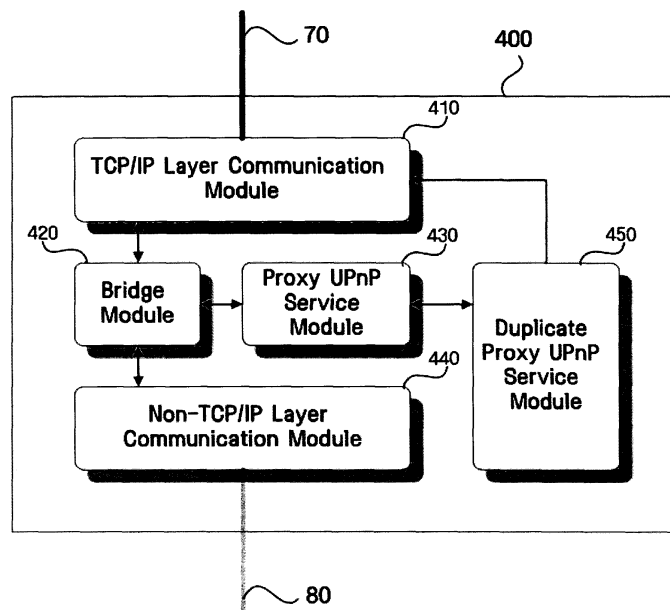 70
400
410
TCP/IP Layer Communication
Module
420
Bridge
Module
430
Proxy UPnP
Service
Module
450
Duplicate
Proxy UPnP
Service
Module
440
Non-TCP/IP Layer
Communication Module
80